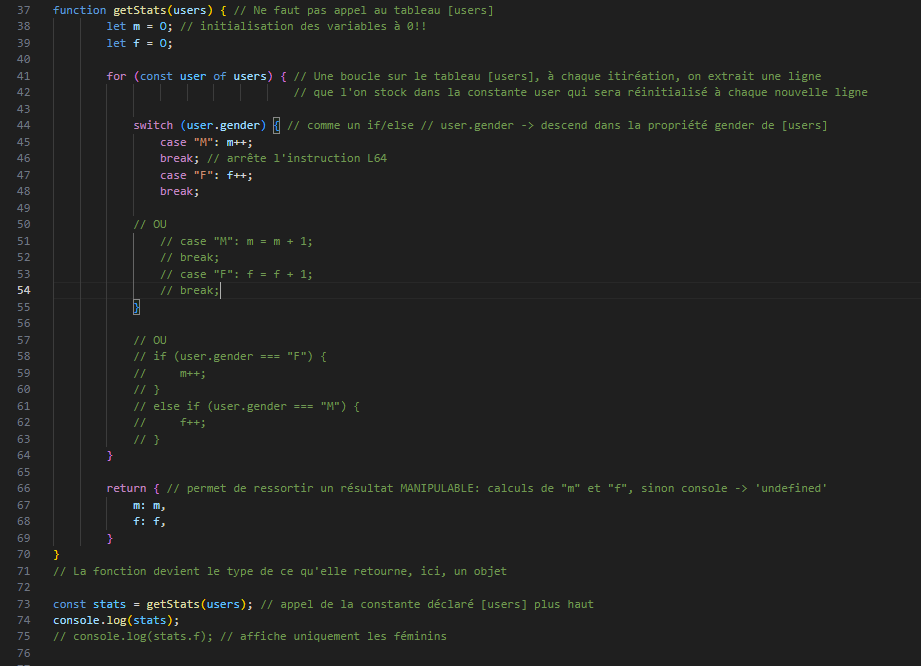 37 function getStats(users) { // Ne faut pas appel au tableau [users]
38 let m = 0; // initialisation des variables à 0!!
39 let f = 0;
40
41 for (const user of users) { // Une boucle sur le tableau [users], à chaque itiréation, on extrait une ligne
42 // que l'on stock dans la constante user qui sera réinitialisé à chaque nouvelle ligne
43
44 switch (user.gender) { // comme un if/else // user.gender -> descend dans la propriété gender de [users]
45 case "M": m++;
46 break; // arrête l'instruction L64
47 case "F": f++;
48 break;
49
50 // OU
51 // case "M": m = m + 1;
52 // break;
53 // case "F": f = f + 1;
54 // break;
55 }
56
57 // OU
58 // if (user.gender === "F") {
59 // m++;
60 // }
61 // else if (user.gender === "M") {
62 // f++;
63 // }
64 }
65
66 return { // permet de ressortir un résultat MANIPULABLE: calculs de "m" et "f", sinon console -> 'undefined'
67 m: m,
68 f: f,
69 }
70 }
71 // La fonction devient le type de ce qu'elle retourne, ici, un objet
72
73 const stats = getStats(users); // appel de la constante déclaré [users] plus haut
74 console.log(stats);
75 // console.log(stats.f); // affiche uniquement les féminins
76